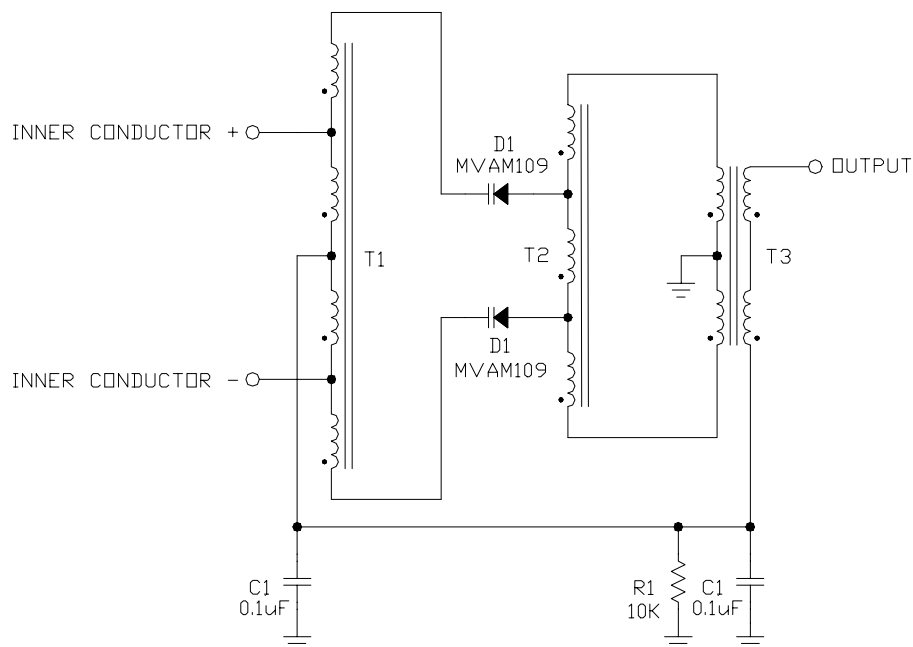 D1
MVAM109
INNER CONDUCTOR +
OUTPUT
T1
T2
T3
D1
MVAM109
INNER CONDUCTOR -
C1
0.1uF
R1
10K
C1
0.1uF